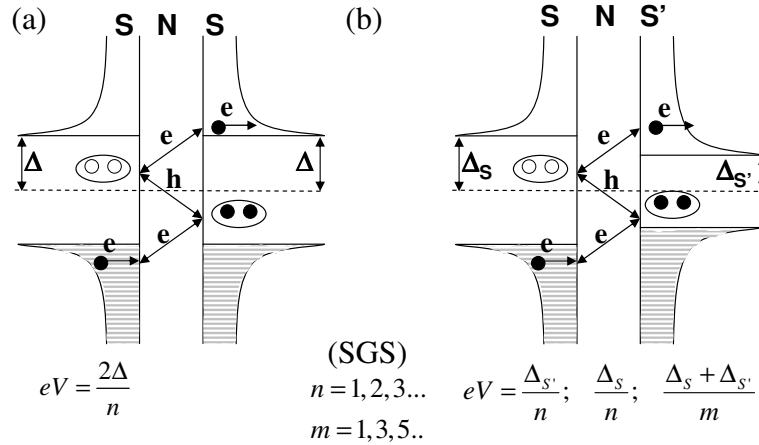 (a) S N S
(b) S N S'
e
e
e
e
Δ
Δ
h
e
e
Δ_S
h
Δ_S'
e
e
e
e
(SGS)
eV = 2Δ/n
n = 1,2,3...
m = 1,3,5..
eV = Δ_S'/n ; Δ_S/n ; (Δ_S + Δ_S')/m